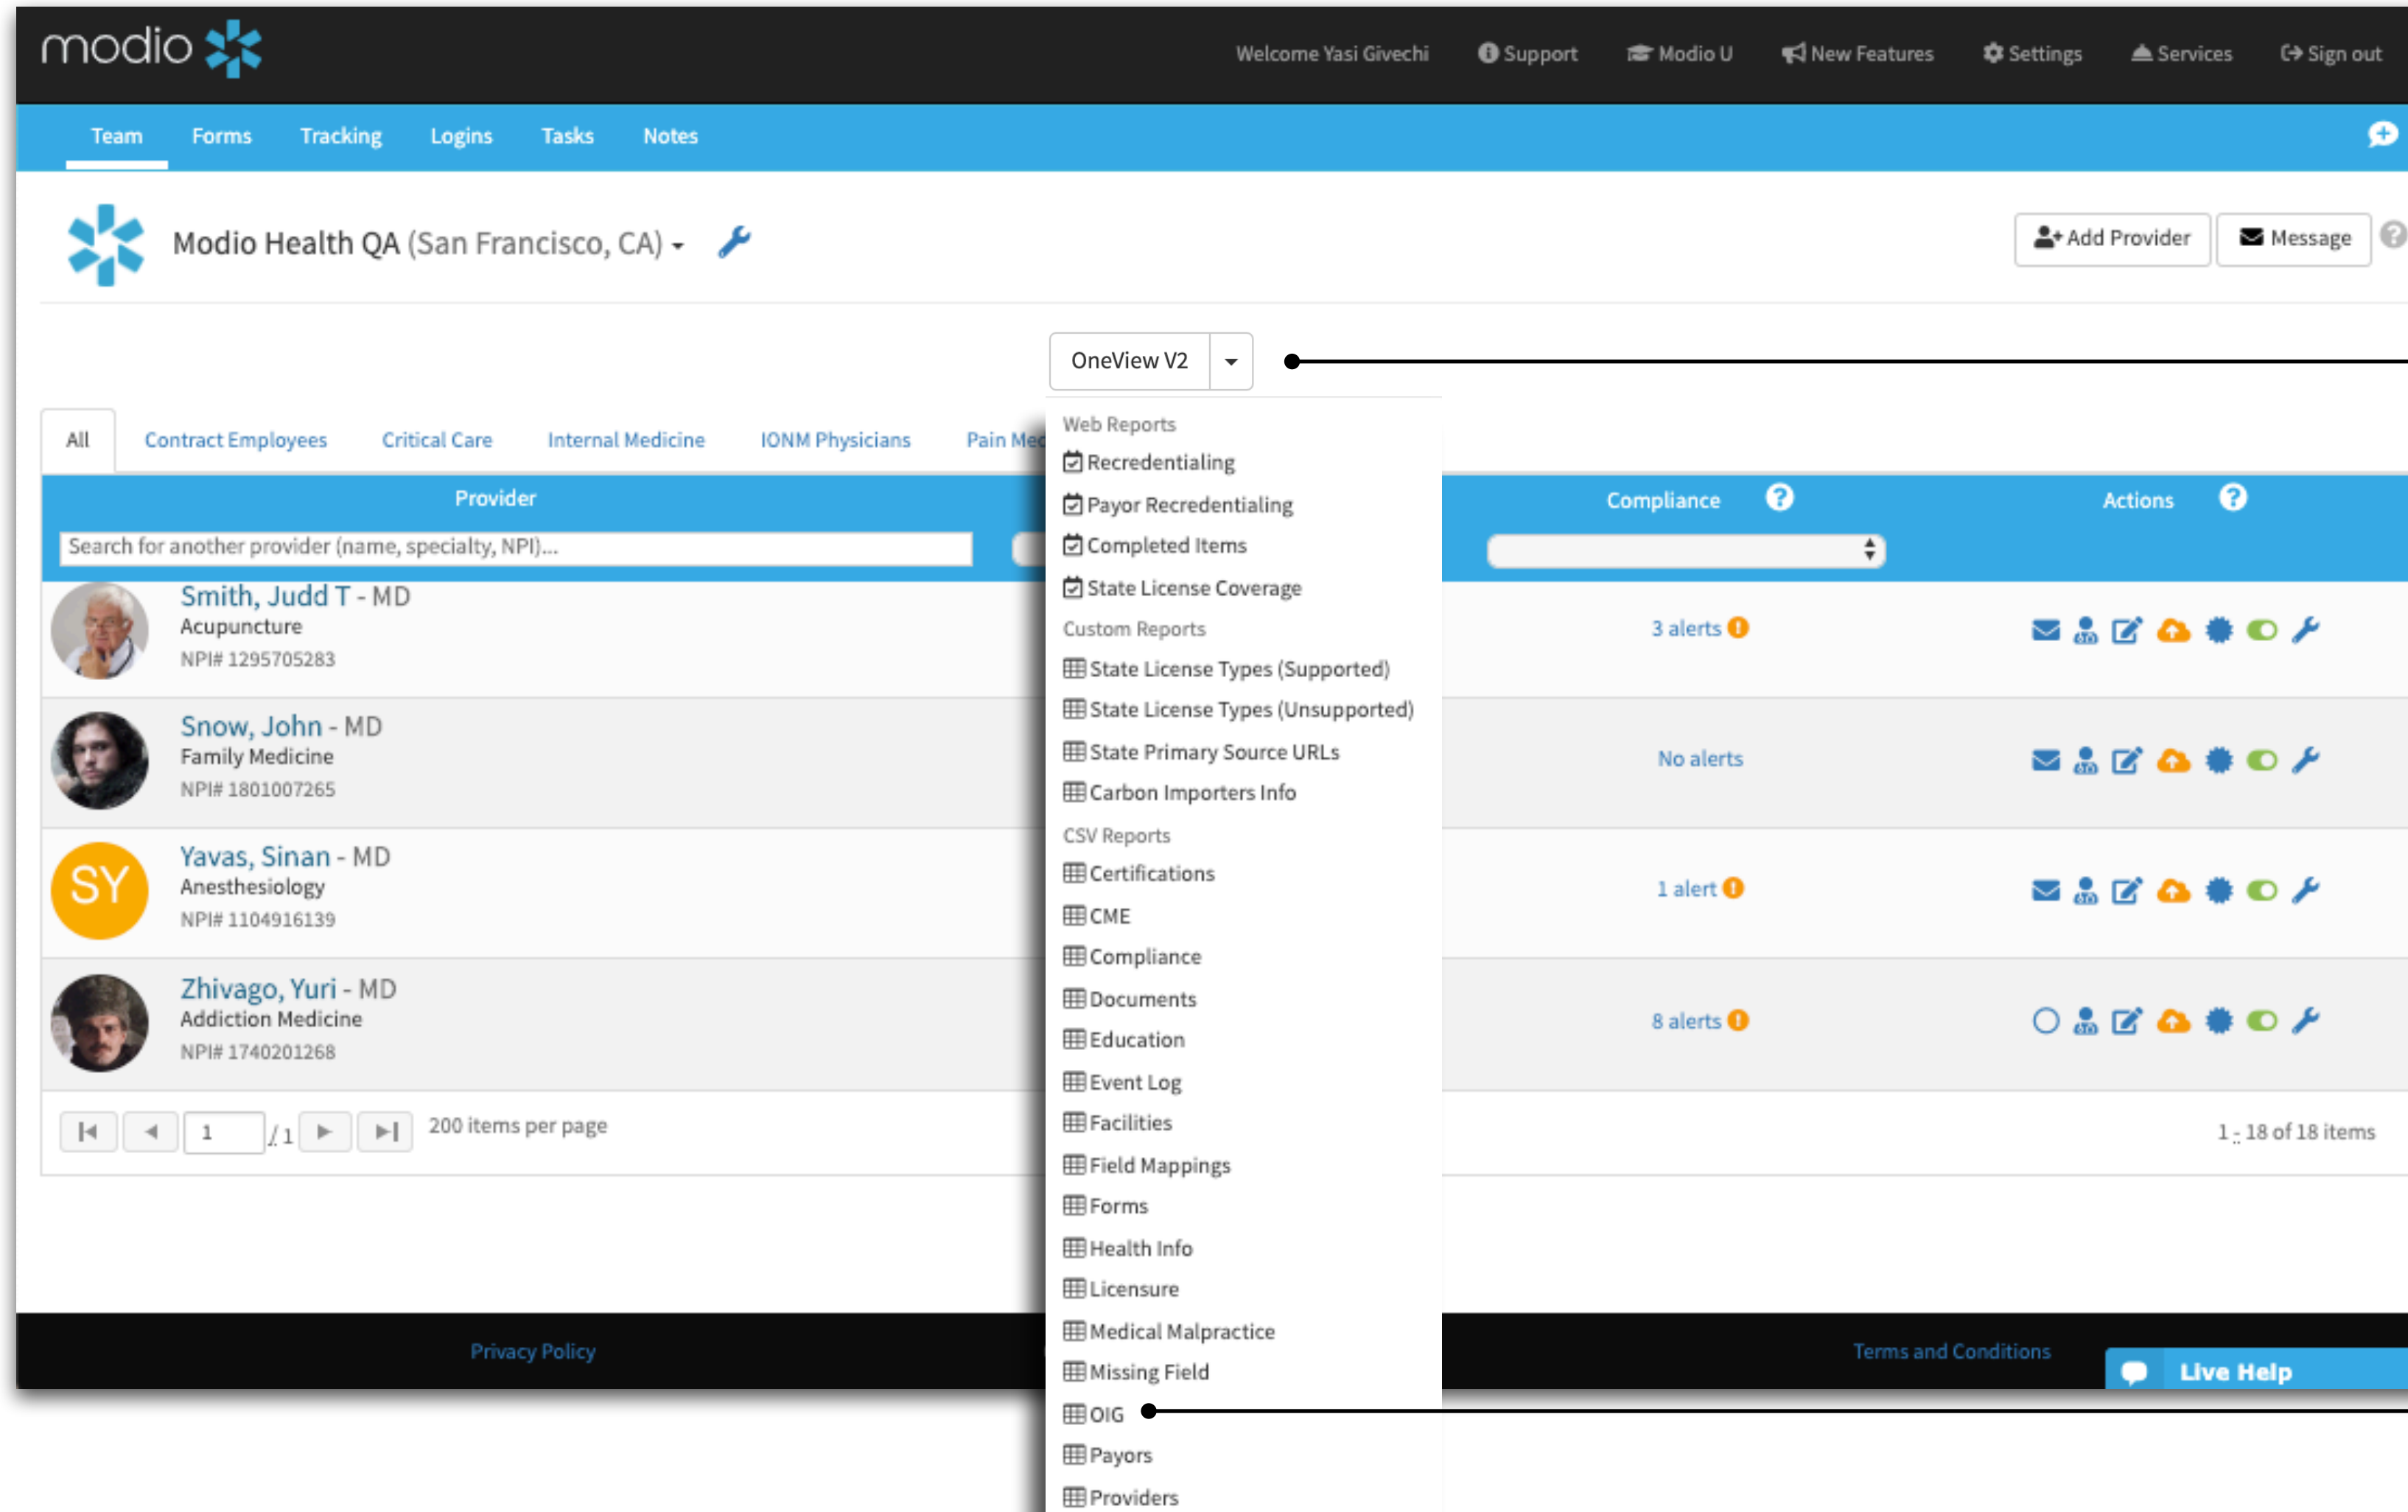 modio
Welcome Yasi Givechi Support Modio U New Features Settings Services Sign out
Team Forms Tracking Logins Tasks Notes
Modio Health QA (San Francisco, CA)
Add Provider Message
OneView V2
All Contract Employees Critical Care Internal Medicine IONM Physicians Pain Med
Web Reports
Recredentialing
Payor Recredentialing
Completed Items
State License Coverage
Custom Reports
State License Types (Supported)
State License Types (Unsupported)
State Primary Source URLs
Carbon Importers Info
CSV Reports
Certifications
CME
Compliance
Documents
Education
Event Log
Facilities
Field Mappings
Forms
Health Info
Licensure
Medical Malpractice
Missing Field
OIG
Payors
Providers
Provider Compliance ? Actions ?
Search for another provider (name, specialty, NPI)...
Smith, Judd T - MD
Acupuncture
NPI# 1295705283
3 alerts
Snow, John - MD
Family Medicine
NPI# 1801007265
No alerts
SY
Yavas, Sinan - MD
Anesthesiology
NPI# 1104916139
1 alert
Zhivago, Yuri - MD
Addiction Medicine
NPI# 1740201268
8 alerts
1 / 1 200 items per page 1 - 18 of 18 items
Privacy Policy Terms and Conditions
Live Help